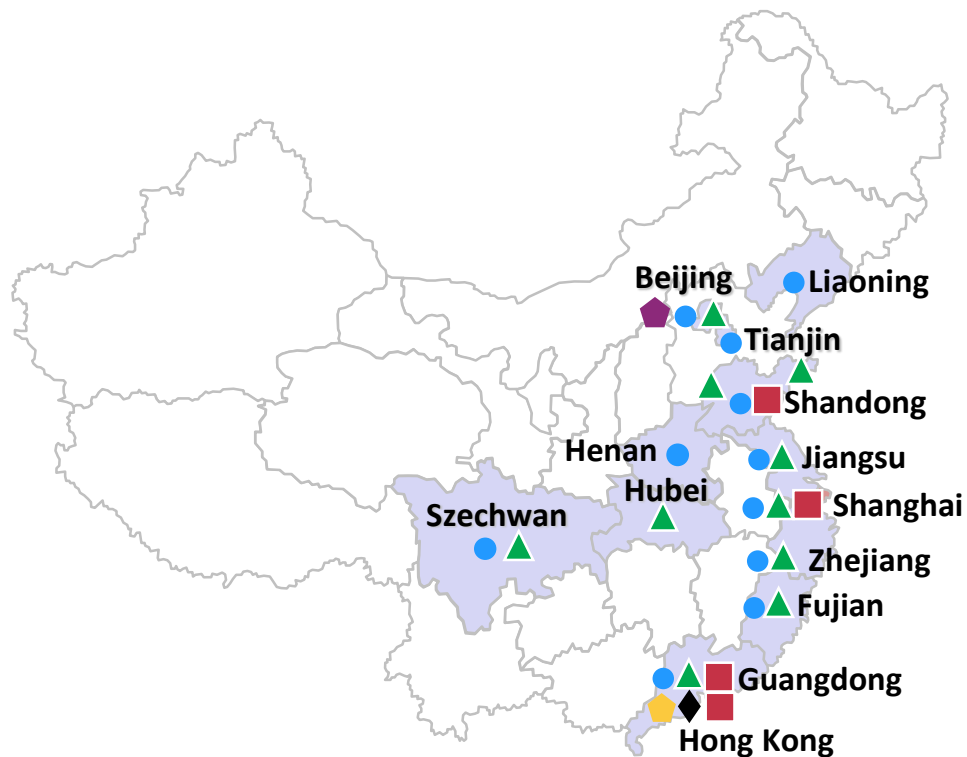 Beijing
Liaoning
Tianjin
Shandong
Henan
Jiangsu
Hubei
Shanghai
Szechwan
Zhejiang
Fujian
Guangdong
Hong Kong